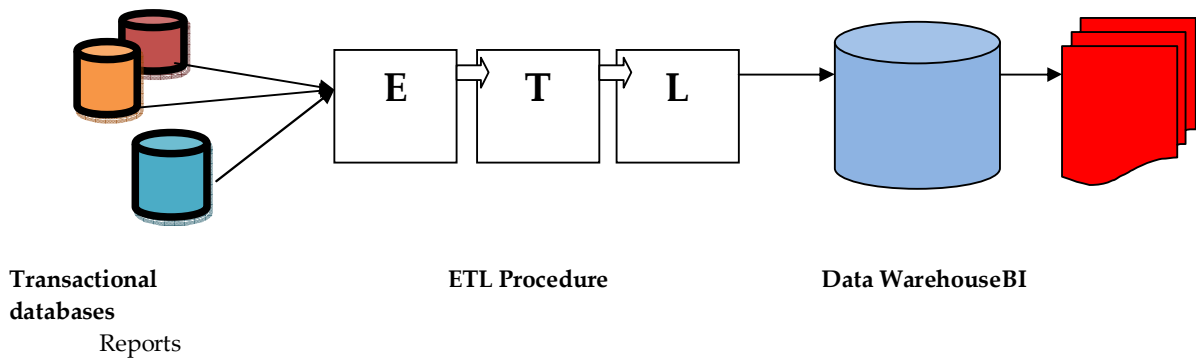 E T L
Transactional ETL Procedure Data WarehouseBI
databases
Reports